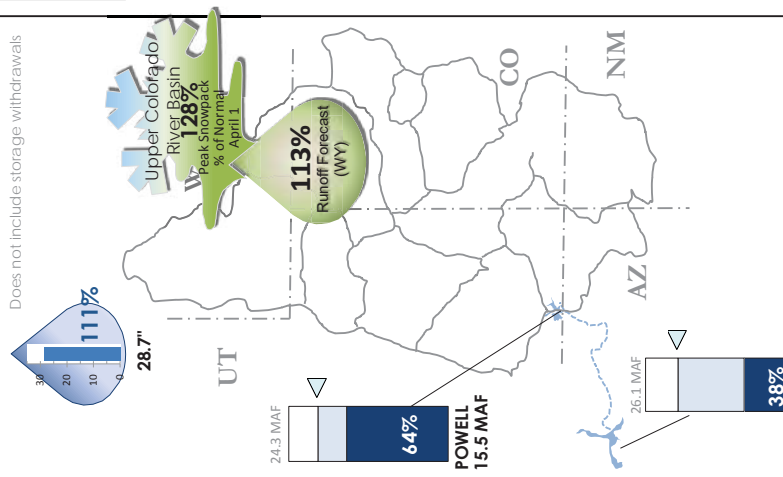 Does not include storage withdrawals
Upper Colorado
River Basin
128%
Peak Snowpack
% of Normal
April 1
W
113%
Runoff Forecast
(WY)
111%
30
20
10
0
28.7"
UT
CO
NM
AZ
24.3 MAF
64%
POWELL
15.5 MAF
26.1 MAF
38%